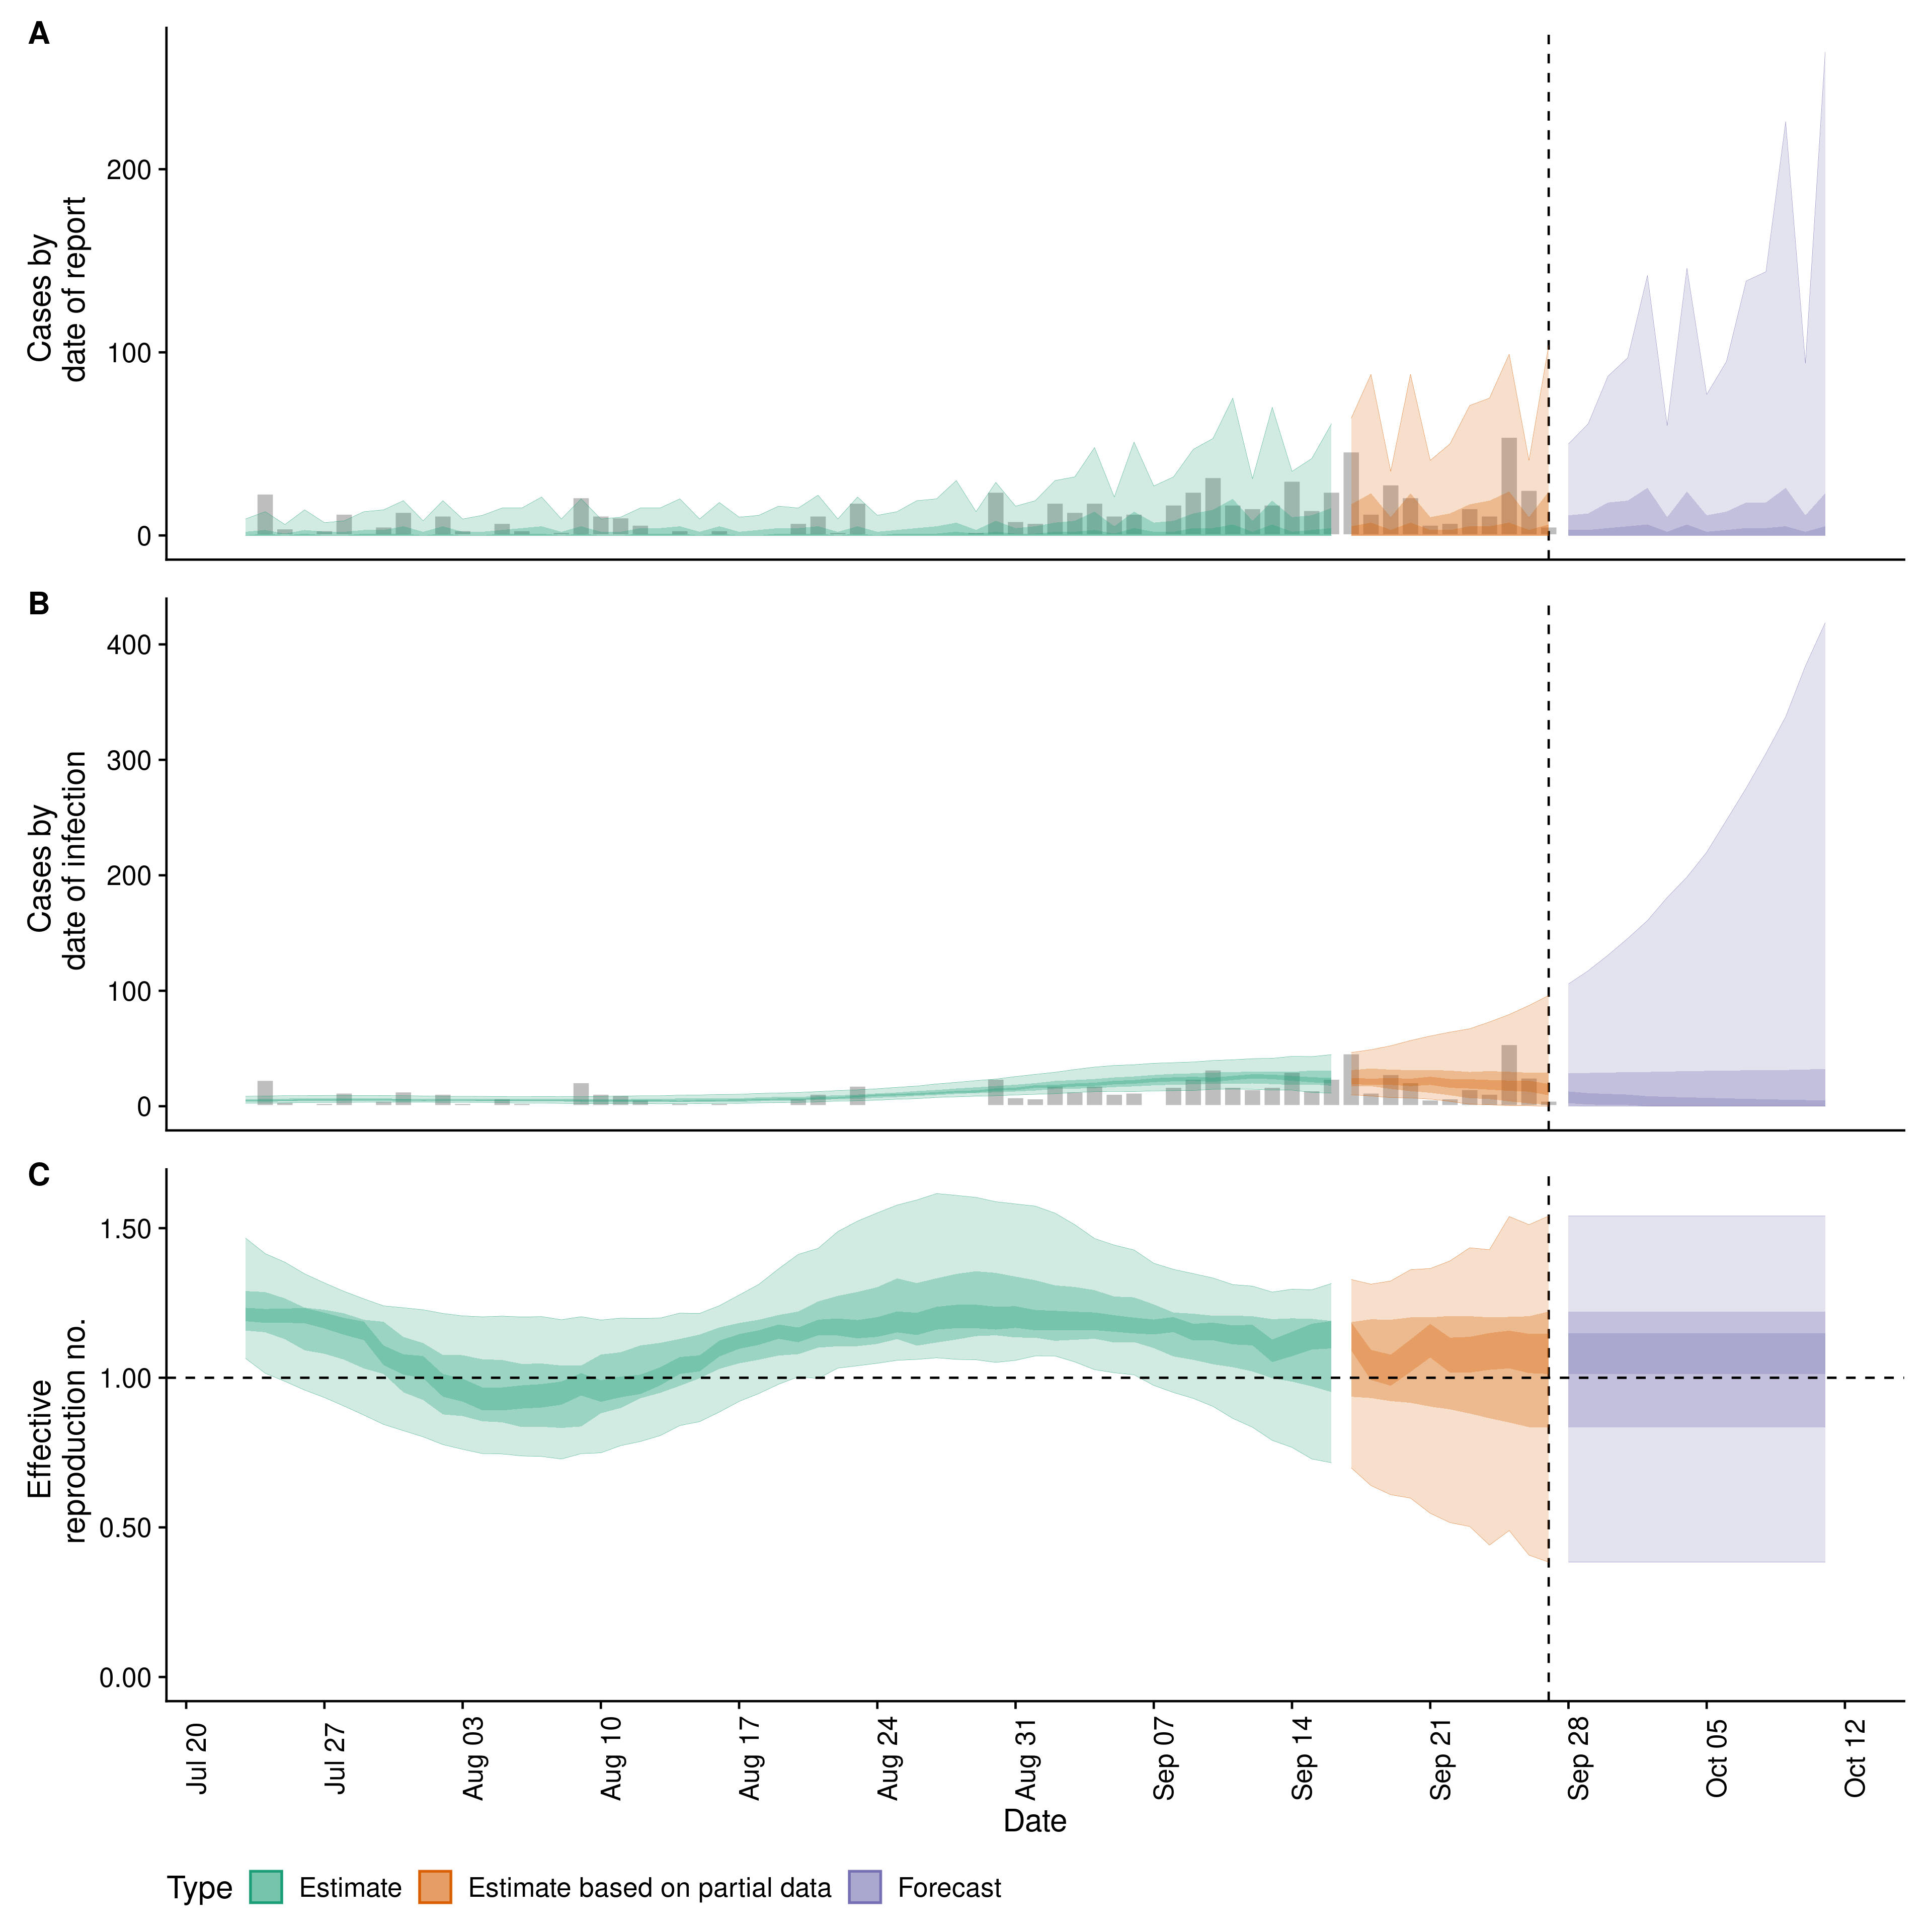 A
Cases by
date of report
200
100
0
B
Cases by
date of infection
400
300
200
100
0
C
Effective
reproduction no.
1.50
1.00
0.50
0.00
Jul 20
Jul 27
Aug 03
Aug 10
Aug 17
Aug 24
Aug 31
Sep 07
Sep 14
Sep 21
Sep 28
Oct 05
Oct 12
Date
Type Estimate Estimate based on partial data Forecast